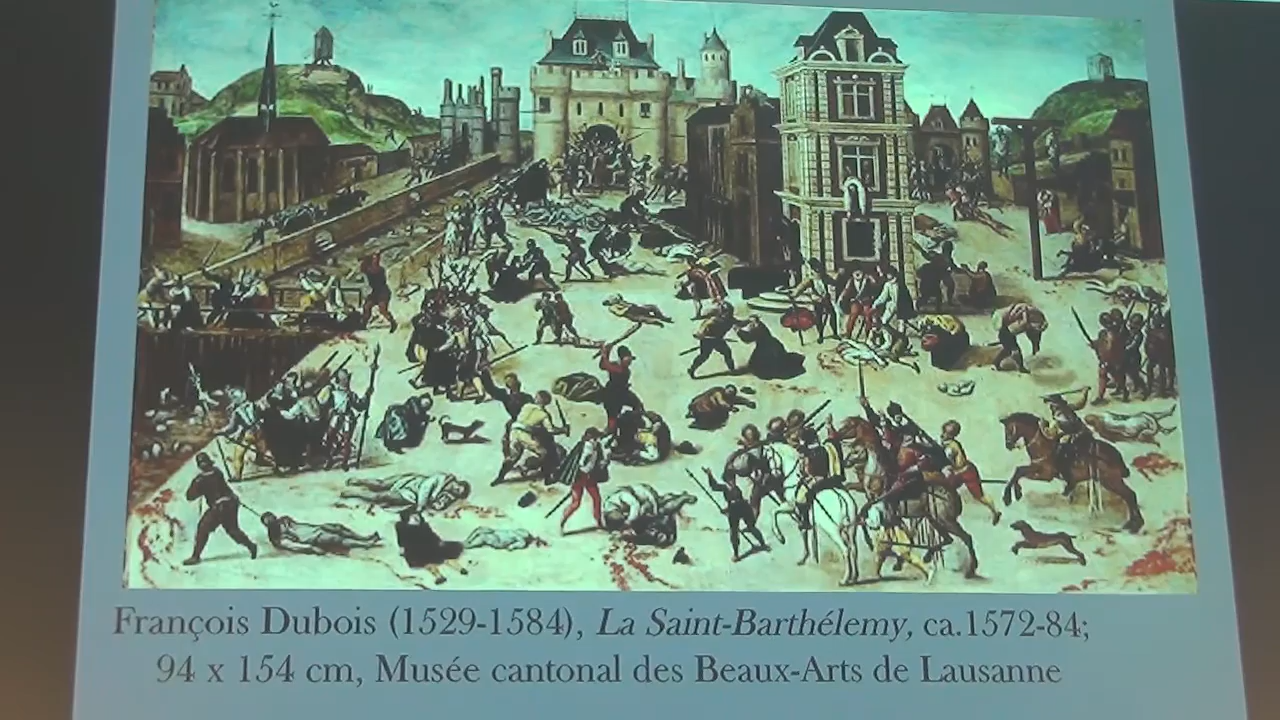 François Dubois (1529-1584), La Saint-Barthélemy, ca.1572-84;
94 x 154 cm, Musée cantonal des Beaux-Arts de Lausanne